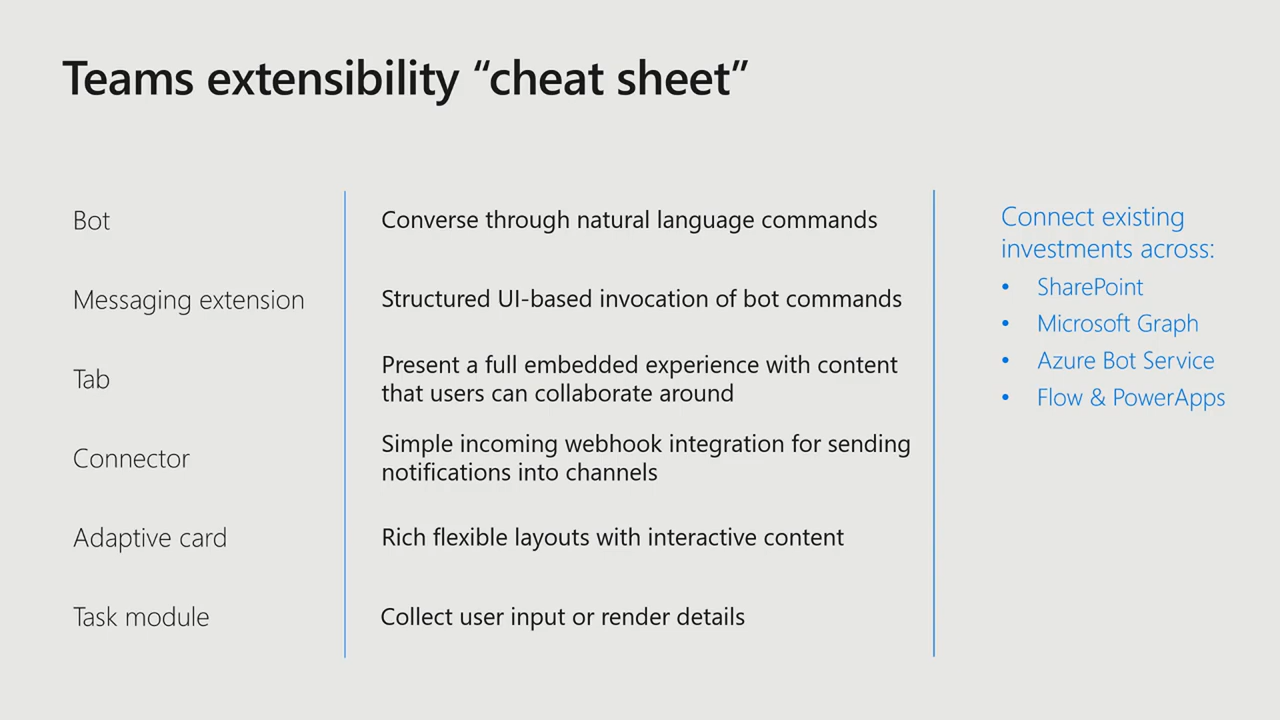 Teams extensibility “cheat sheet”
Bot
Converse through natural language commands
Messaging extension
Structured UI-based invocation of bot commands
Tab
Present a full embedded experience with content
that users can collaborate around
Connector
Simple incoming webhook integration for sending
notifications into channels
Adaptive card
Rich flexible layouts with interactive content
Task module
Collect user input or render details
Connect existing
investments across:
• SharePoint
• Microsoft Graph
• Azure Bot Service
• Flow & PowerApps